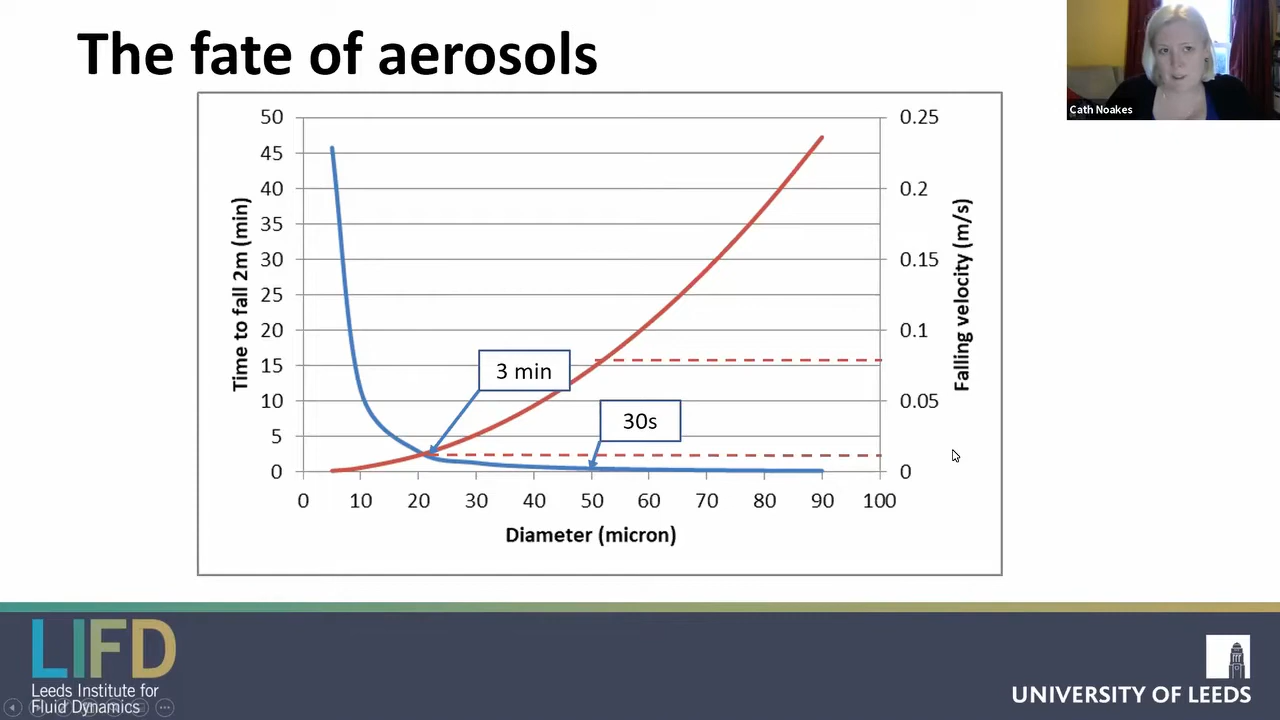 The fate of aerosols
Cath Noakes
50
45
40
35
30
25
20
15
10
5
0
Time to fall 2m (min)
0.25
0.2
0.15
0.1
0.05
0
Falling velocity (m/s)
3 min
30s
0 10 20 30 40 50 60 70 80 90 100
Diameter (micron)
LIFD
Leeds Institute for
Fluid Dynamics
UNIVERSITY OF LEEDS